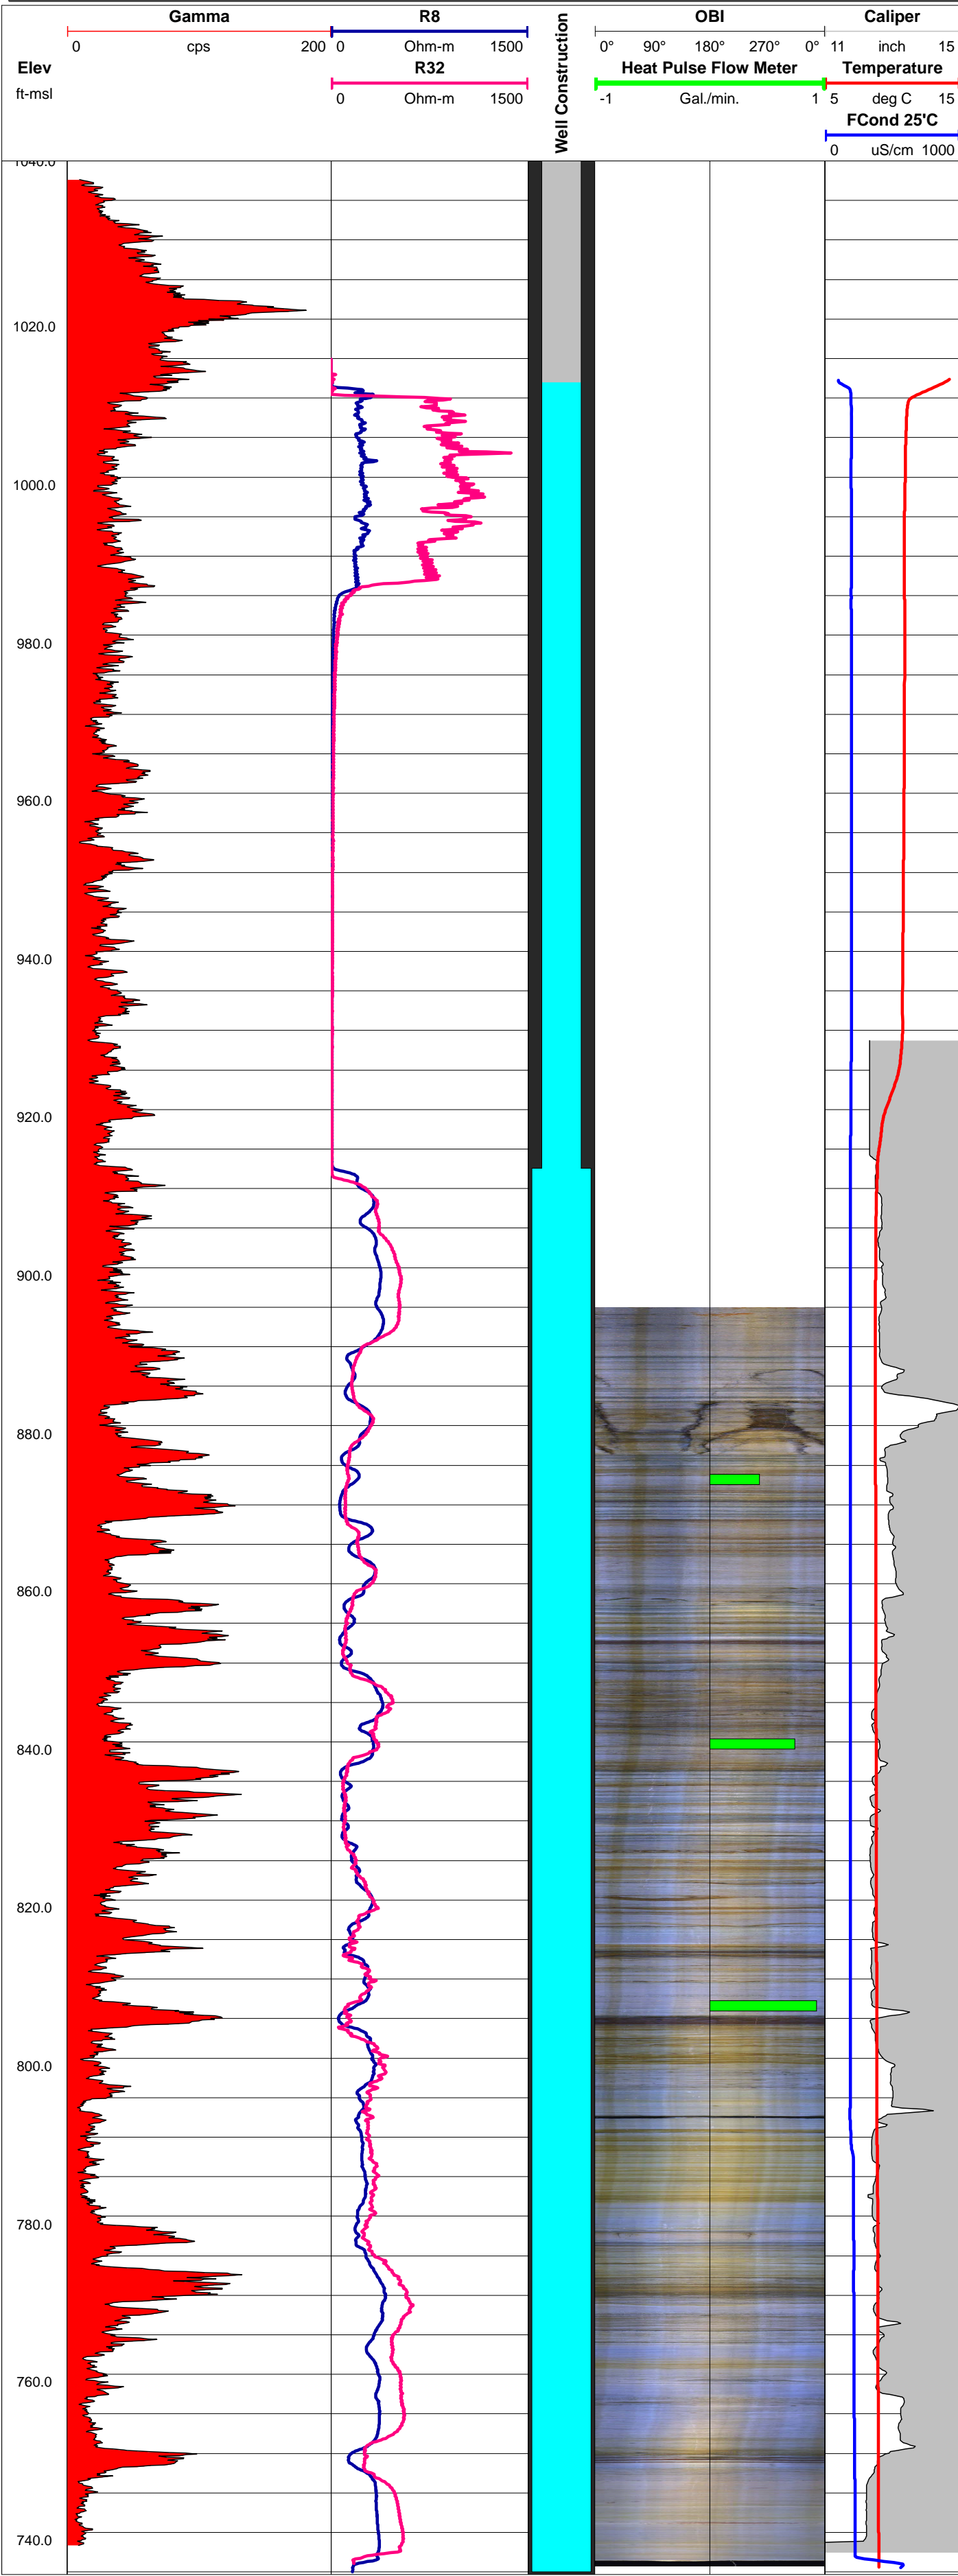 Gamma R8 OBI Caliper
0 cps 200 0 Ohm-m 1500 0° 90° 180° 270° 0° 11 inch 15
Elev R32 Heat Pulse Flow Meter Temperature
ft-msl 0 Ohm-m 1500 -1 Gal./min. 1 5 deg C 15
Well Construction
FCond 25'C
0 uS/cm 1000
1040.0
1020.0
1000.0
980.0
960.0
940.0
920.0
900.0
880.0
860.0
840.0
820.0
800.0
780.0
760.0
740.0